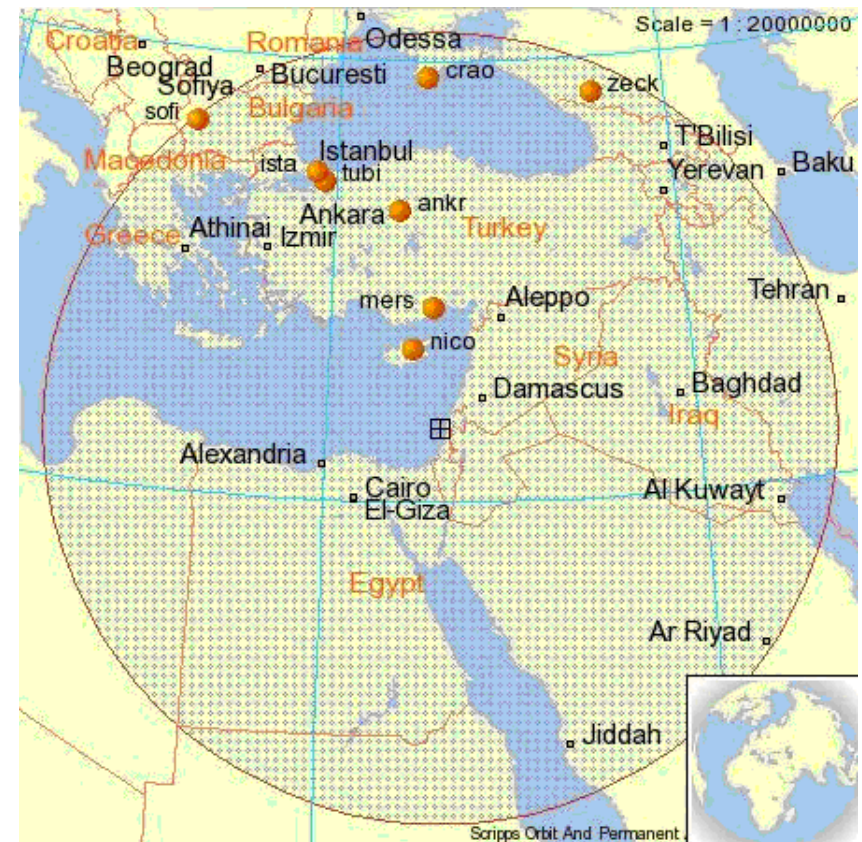 Scale = 1 : 20000000
Croatia
Romania
Odessa
Beograd
Bucuresti
crao
Sofiya
zeck
sofi
Bulgaria
T'Bilisi
Macedonia
ista
Istanbul
tubi
Yerevan
Baku
Ankara
ankr
Greece
Athinai
Izmir
Turkey
mers
Aleppo
Tehran
nico
Syria
Damascus
Baghdad
Iraq
Alexandria
Cairo
El-Giza
Al Kuwayt
Egypt
Ar Riyad
Jiddah
Scripps Orbit And Permanent